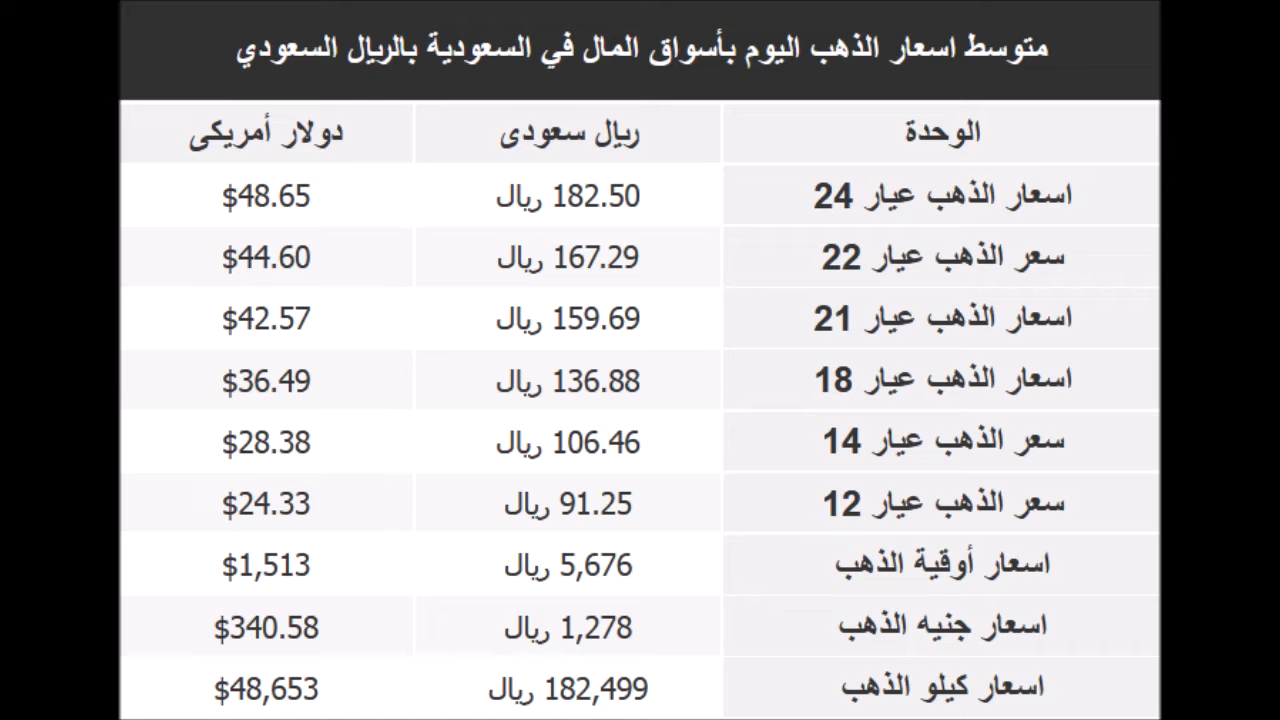 متوسط اسعار الذهب اليوم بأسواق المال في السعودية بالريال السعودي
الوحدة ريال سعودى دولار أمريكى
اسعار الذهب عيار 24 182.50 ريال $48.65
سعر الذهب عيار 22 167.29 ريال $44.60
اسعار الذهب عيار 21 159.69 ريال $42.57
اسعار الذهب عيار 18 136.88 ريال $36.49
سعر الذهب عيار 14 106.46 ريال $28.38
سعر الذهب عيار 12 91.25 ريال $24.33
اسعار أوقية الذهب 5,676 ريال $1,513
اسعار جنيه الذهب 1,278 ريال $340.58
اسعار كيلو الذهب 182,499 ريال $48,653